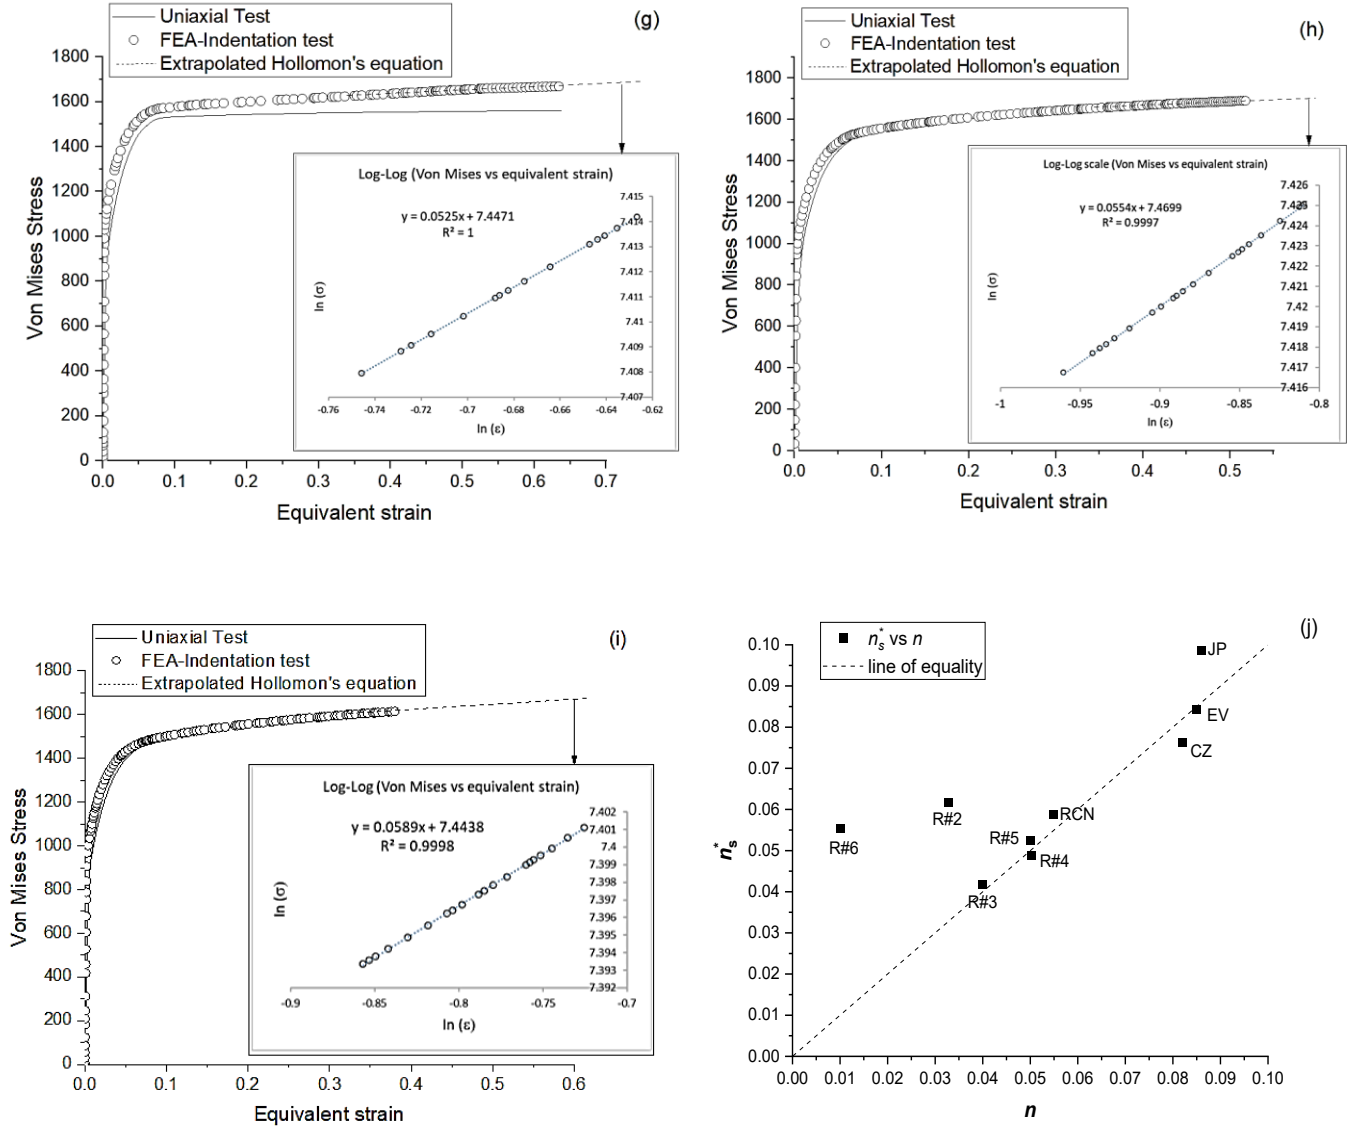 Uniaxial Test
FEA-Indentation test
Extrapolated Hollomon's equation
(g)
1800
1600
1400
1200
1000
800
600
400
200
0
Von Mises Stress
0.0 0.1 0.2 0.3 0.4 0.5 0.6 0.7
Equivalent strain
Log-Log (Von Mises vs equivalent strain)
y = 0.0525x + 7.4471
R² = 1
7.415
7.414
7.413
7.412
7.411
7.41
7.409
7.408
7.407
ln (σ)
-0.76 -0.74 -0.72 -0.7 -0.68 -0.66 -0.64 -0.62
ln (ε)
Uniaxial Test
FEA-Indentation test
Extrapolated Hollomon's equation
(h)
1800
1600
1400
1200
1000
800
600
400
200
0
Von Mises Stress
0.0 0.1 0.2 0.3 0.4 0.5
Equivalent strain
Log-Log scale (Von Mises vs equivalent strain)
y = 0.0554x + 7.4699
R² = 0.9997
7.426
7.425
7.424
7.423
7.422
7.421
7.42
7.419
7.418
7.417
7.416
ln (σ)
-1 -0.95 -0.9 -0.85 -0.8
ln (ε)
Uniaxial Test
FEA-Indentation test
Extrapolated Hollomon's equation
(i)
1800
1600
1400
1200
1000
800
600
400
200
0
Von Mises Stress
0.0 0.1 0.2 0.3 0.4 0.5 0.6
Equivalent strain
Log-Log (Von Mises vs equivalent strain)
y = 0.0589x + 7.4438
R² = 0.9998
7.402
7.401
7.4
7.399
7.398
7.397
7.396
7.395
7.394
7.393
7.392
ln (σ)
-0.9 -0.85 -0.8 -0.75 -0.7
ln (ε)
n*s vs n
line of equality
(j)
0.10
0.09
0.08
0.07
0.06
0.05
0.04
0.03
0.02
0.01
0.00
n*s
JP
EV
CZ
RCN
R#2
R#5
R#6
R#4
R#3
0.00 0.01 0.02 0.03 0.04 0.05 0.06 0.07 0.08 0.09 0.10
n